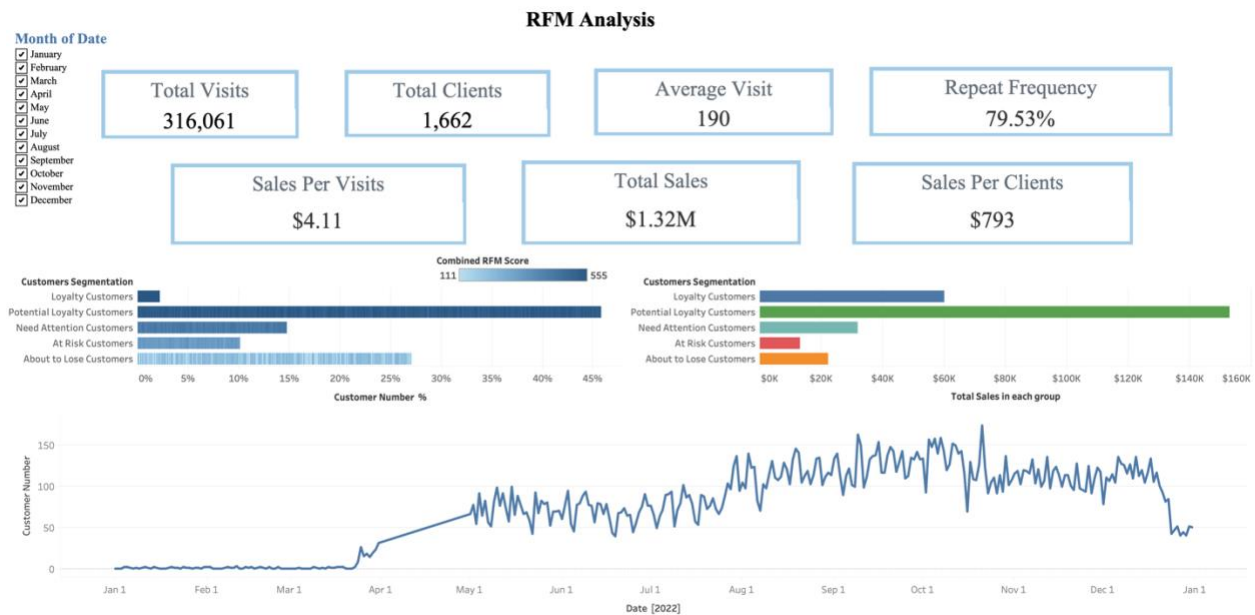 RFM Analysis
Month of Date
January
February
March
April
May
June
July
August
September
October
November
December
Total Visits
316,061
Total Clients
1,662
Average Visit
190
Repeat Frequency
79.53%
Sales Per Visits
$4.11
Total Sales
$1.32M
Sales Per Clients
$793
Combined RFM Score
111 555
Customers Segmentation
Loyalty Customers
Potential Loyalty Customers
Need Attention Customers
At Risk Customers
About to Lose Customers
0% 5% 10% 15% 20% 25% 30% 35% 40% 45%
Customer Number %
Customers Segmentation
Loyalty Customers
Potential Loyalty Customers
Need Attention Customers
At Risk Customers
About to Lose Customers
$0K $20K $40K $60K $80K $100K $120K $140K $160K
Total Sales in each group
Customer Number
150
100
50
0
Jan 1 Feb 1 Mar 1 Apr 1 May 1 Jun 1 Jul 1 Aug 1 Sep 1 Oct 1 Nov 1 Dec 1 Jan 1
Date [2022]